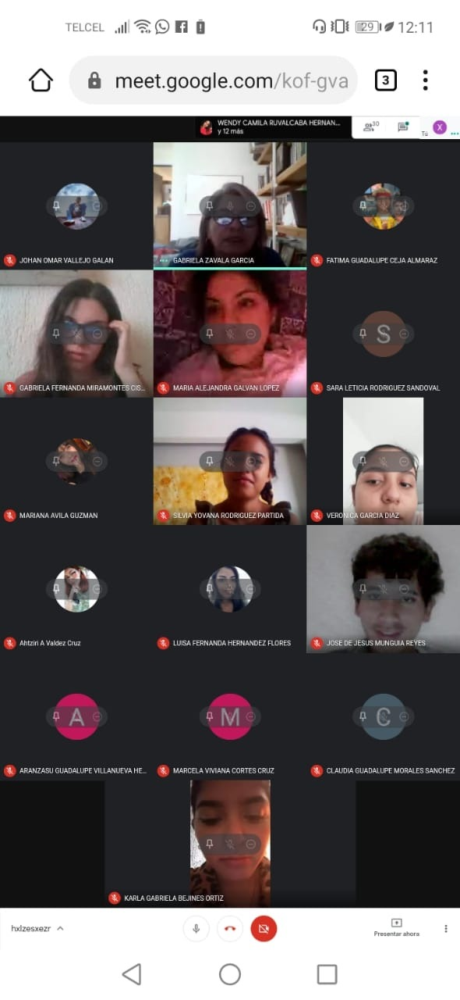 TELCEL 29 12:11
meet.google.com/kof-gva
3
WENDY CAMILA RUVALCABA HERNAN...
y 12 más
30
Tú
X
JOHAN OMAR VALLEJO GALAN
GABRIELA ZAVALA GARCIA
FATIMA GUADALUPE CEJA ALMARAZ
GABRIELA FERNANDA MIRAMONTES CIS...
MARIA ALEJANDRA GALVAN LOPEZ
S
SARA LETICIA RODRIGUEZ SANDOVAL
MARIANA AVILA GUZMAN
SILVIA YOVANA RODRIGUEZ PARTIDA
VERONICA GARCIA DIAZ
Ahtziri A Valdez Cruz
LUISA FERNANDA HERNANDEZ FLORES
JOSE DE JESUS MUNGUIA REYES
A
ARANZASU GUADALUPE VILLANUEVA HE...
M
MARCELA VIVIANA CORTES CRUZ
C
CLAUDIA GUADALUPE MORALES SANCHEZ
KARLA GABRIELA BEJINES ORTIZ
hxlzesxezr
Presentar ahora